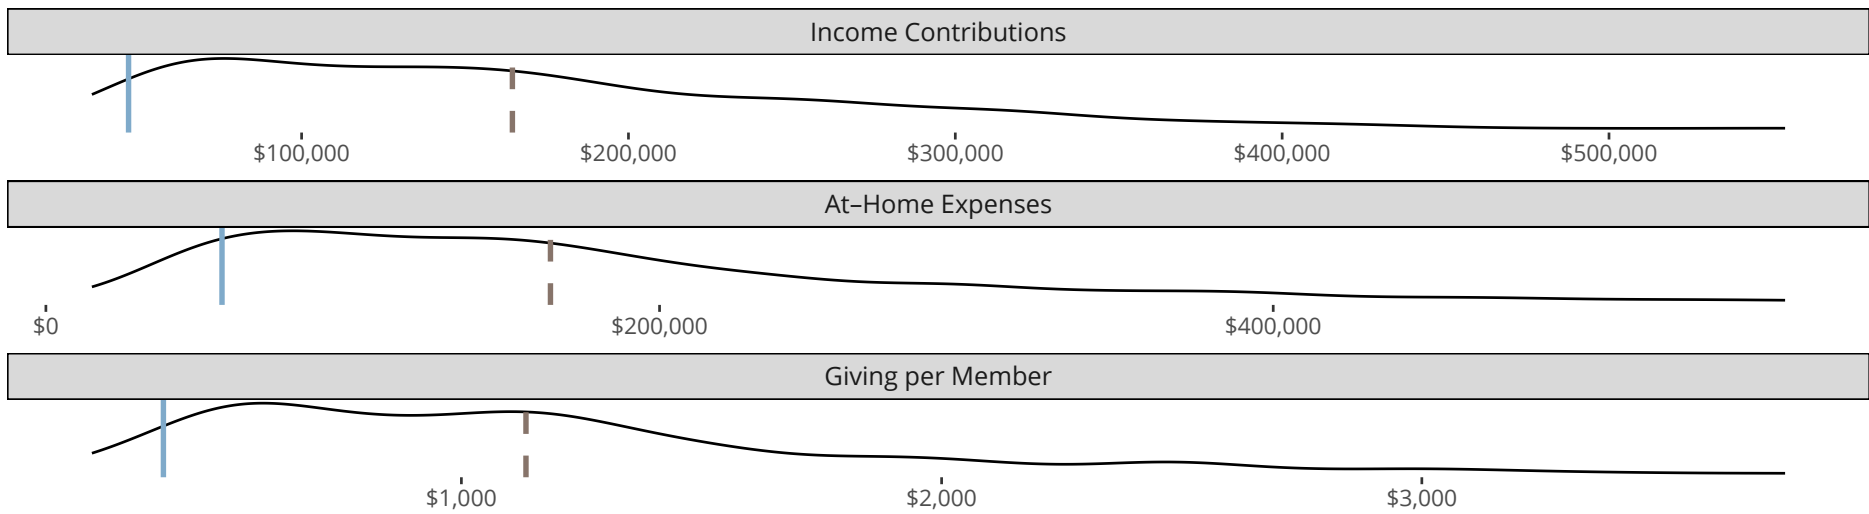 Income Contributions
$100,000 $200,000 $300,000 $400,000 $500,000
At–Home Expenses
$0 $200,000 $400,000
Giving per Member
$1,000 $2,000 $3,000